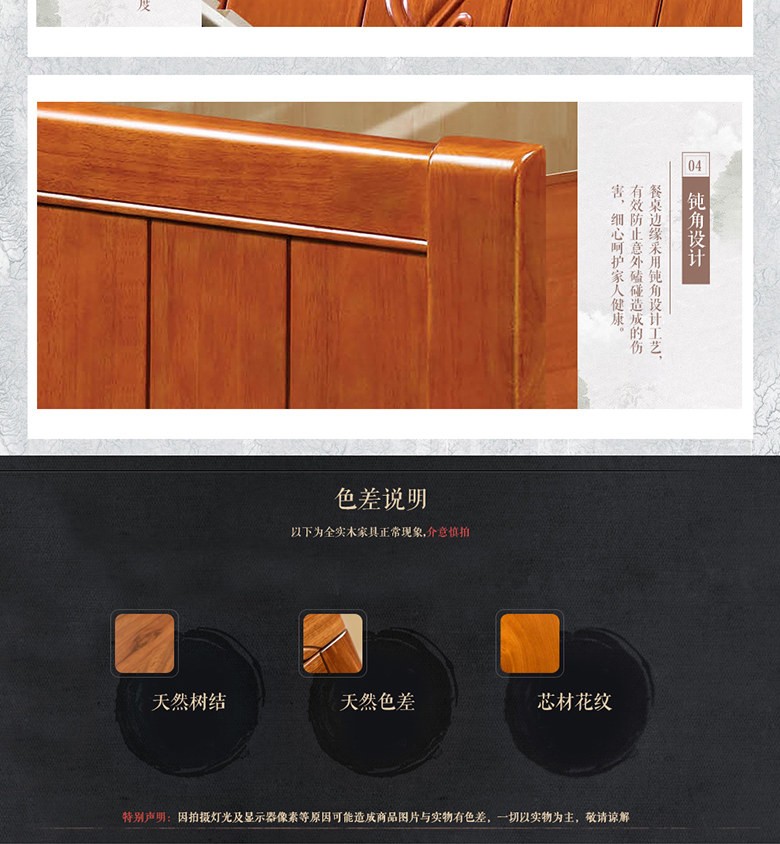 度
04
钝角设计
餐桌边缘采用钝角设计工艺，
有效防止意外磕碰造成的伤
害，细心呵护家人健康。
色差说明
以下为全实木家具正常现象,介意慎拍
天然树结
天然色差
芯材花纹
特别声明：因拍摄灯光及显示器像素等原因可能造成商品图片与实物有色差，一切以实物为主，敬请谅解